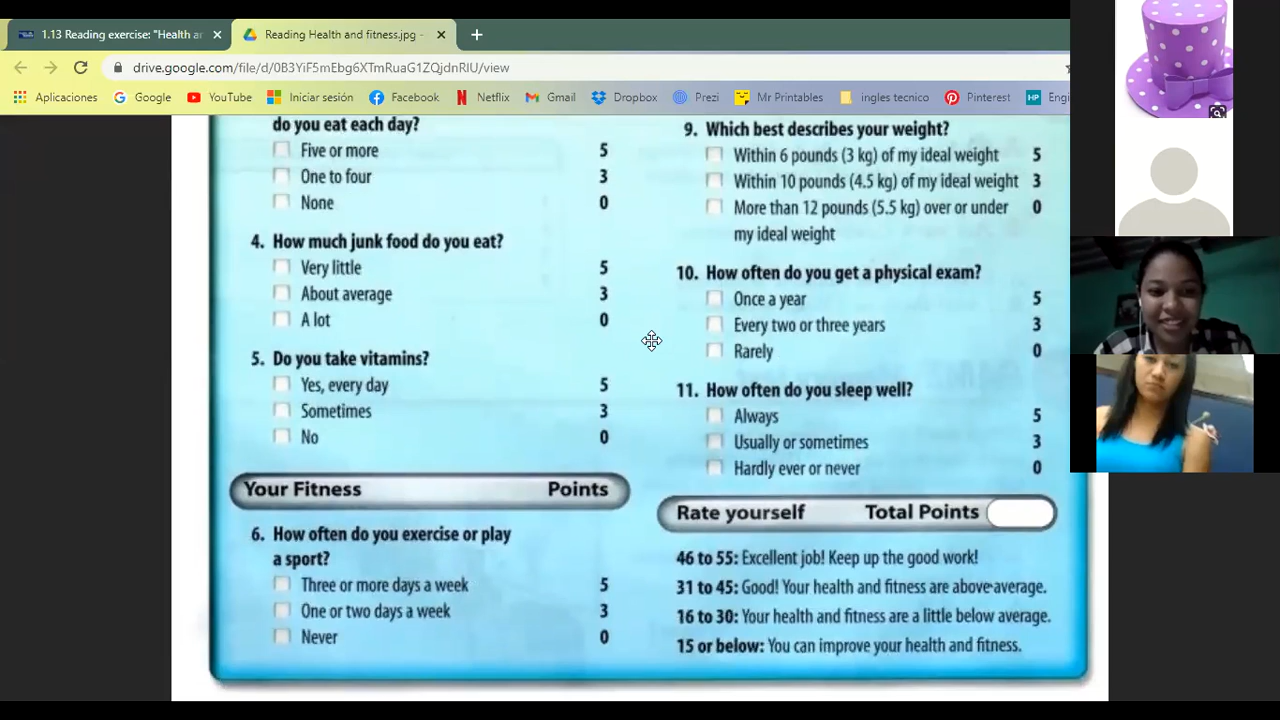 1.13 Reading exercise: "Health ar
Reading Health and fitness.jpg -
drive.google.com/file/d/0B3YiF5mEbg6XTmRuaG1ZQjdnRlU/view
Aplicaciones
Google
YouTube
Iniciar sesión
Facebook
Netflix
Gmail
Dropbox
Prezi
Mr Printables
ingles tecnico
Pinterest
Engi
do you eat each day?
Five or more 5
One to four 3
None 0
4. How much junk food do you eat?
Very little 5
About average 3
A lot 0
5. Do you take vitamins?
Yes, every day 5
Sometimes 3
No 0
Your Fitness Points
6. How often do you exercise or play
a sport?
Three or more days a week 5
One or two days a week 3
Never 0
9. Which best describes your weight?
Within 6 pounds (3 kg) of my ideal weight 5
Within 10 pounds (4.5 kg) of my ideal weight 3
More than 12 pounds (5.5 kg) over or under 0
my ideal weight
10. How often do you get a physical exam?
Once a year 5
Every two or three years 3
Rarely 0
11. How often do you sleep well?
Always 5
Usually or sometimes 3
Hardly ever or never 0
Rate yourself Total Points
46 to 55: Excellent job! Keep up the good work!
31 to 45: Good! Your health and fitness are above average.
16 to 30: Your health and fitness are a little below average.
15 or below: You can improve your health and fitness.